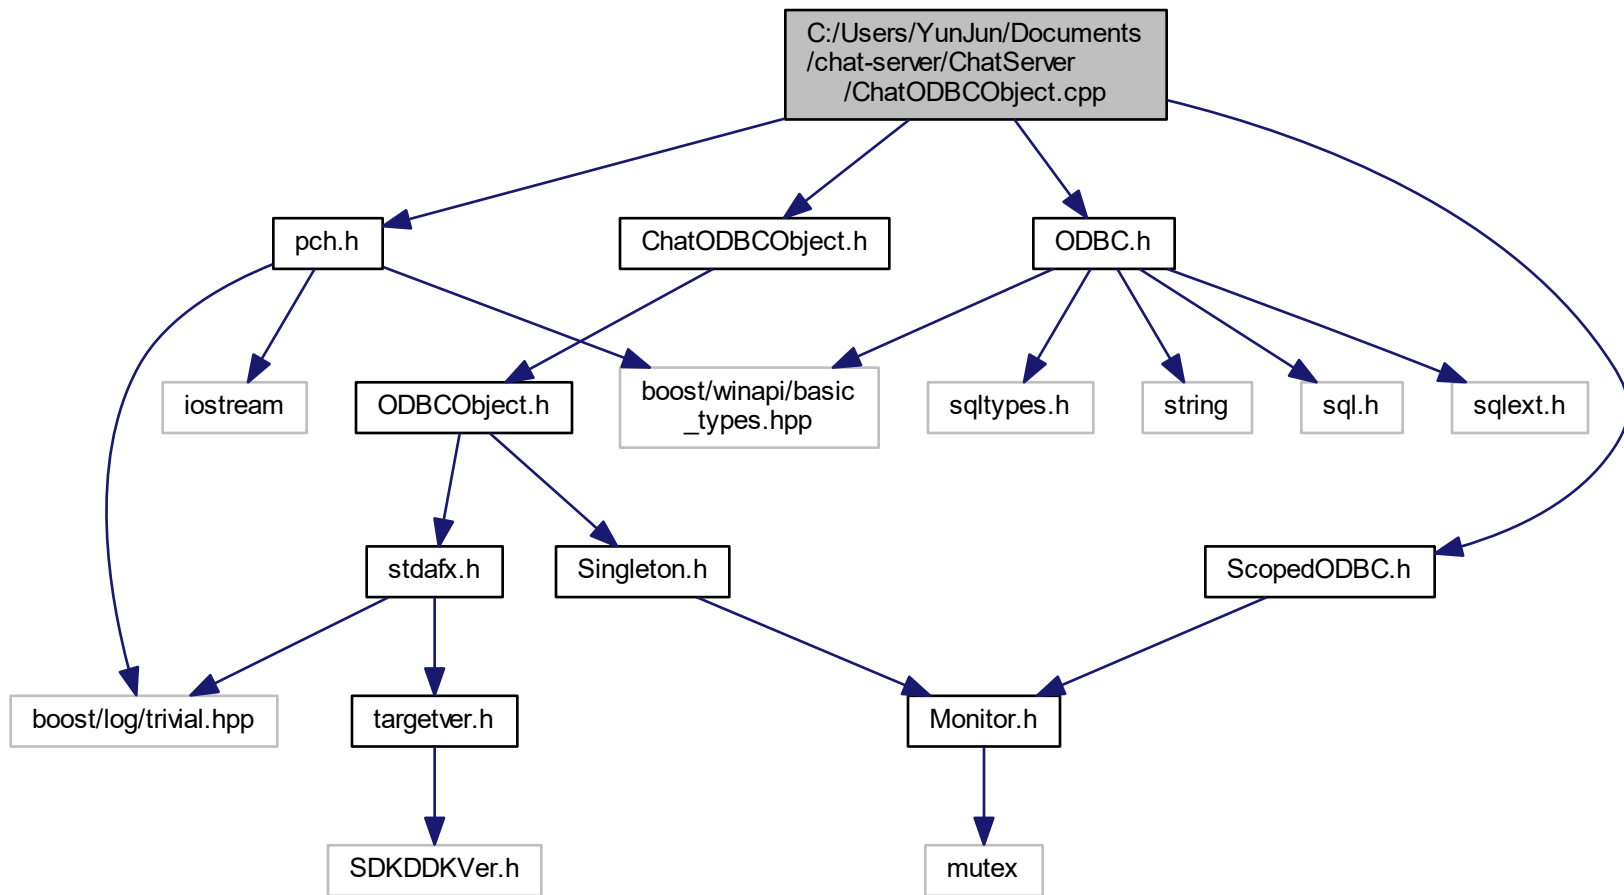 C:/Users/YunJun/Documents
/chat-server/ChatServer
/ChatODBCObject.cpp
pch.h
ChatODBCObject.h
ODBC.h
iostream
ODBCObject.h
boost/winapi/basic
_types.hpp
sqltypes.h
string
sql.h
sqlext.h
stdafx.h
Singleton.h
ScopedODBC.h
boost/log/trivial.hpp
targetver.h
Monitor.h
SDKDDKVer.h
mutex